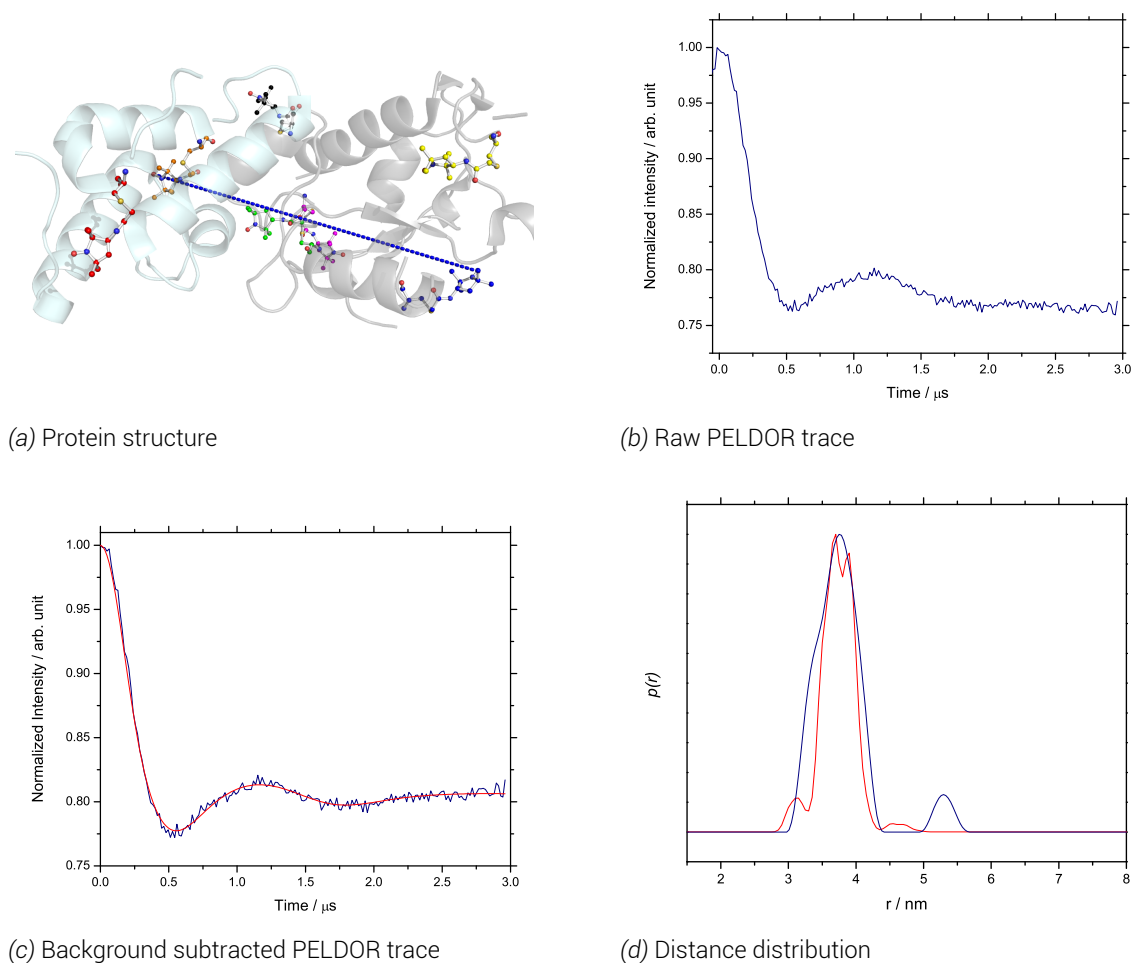 1.00
0.95
0.90
0.85
0.80
0.75
Normalized intensity / arb. unit
0.0 0.5 1.0 1.5 2.0 2.5 3.0
Time / μs
(a) Protein structure
(b) Raw PELDOR trace
1.00
0.95
0.90
0.85
0.80
0.75
Normalized Intensity / arb. unit
0.0 0.5 1.0 1.5 2.0 2.5 3.0
Time / μs
p(r)
2 3 4 5 6 7 8
r / nm
(c) Background subtracted PELDOR trace
(d) Distance distribution